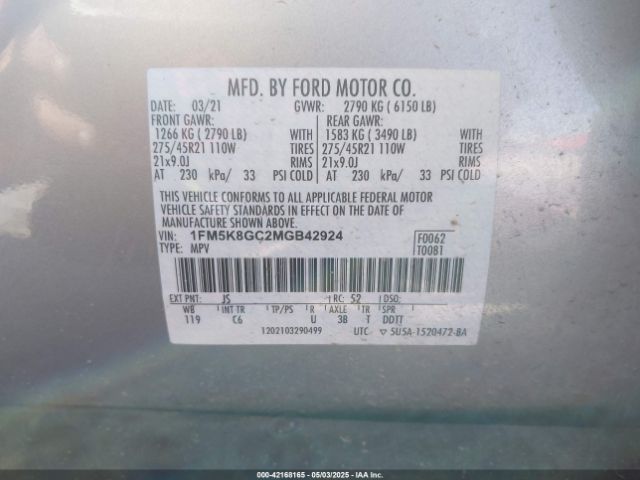 MFD. BY FORD MOTOR CO.
DATE: 03/21 GVWR: 2790 KG ( 6150 LB)
FRONT GAWR: REAR GAWR:
1266 KG ( 2790 LB) WITH 1583 KG ( 3490 LB) WITH
275/45R21 110W TIRES 275/45R21 110W TIRES
21x9.0J RIMS 21x9.0J RIMS
AT 230 kPa/ 33 PSI COLD AT 230 kPa/ 33 PSI COLD
THIS VEHICLE CONFORMS TO ALL APPLICABLE FEDERAL MOTOR
VEHICLE SAFETY STANDARDS IN EFFECT ON THE DATE OF
MANUFACTURE SHOWN ABOVE.
VIN: 1FM5K8GC2MGB42924 F0062
TYPE: MPV T0081
EXT PNT: JS RC: 52 DSO:
WB INT TR TP/PS R AXLE TR SPR
119 C6 U 3B T DDTT
1202103290499 UTC ▽ 5U5A-1520472-BA
000-42168165 - 05/03/2025 - IAAI.COM